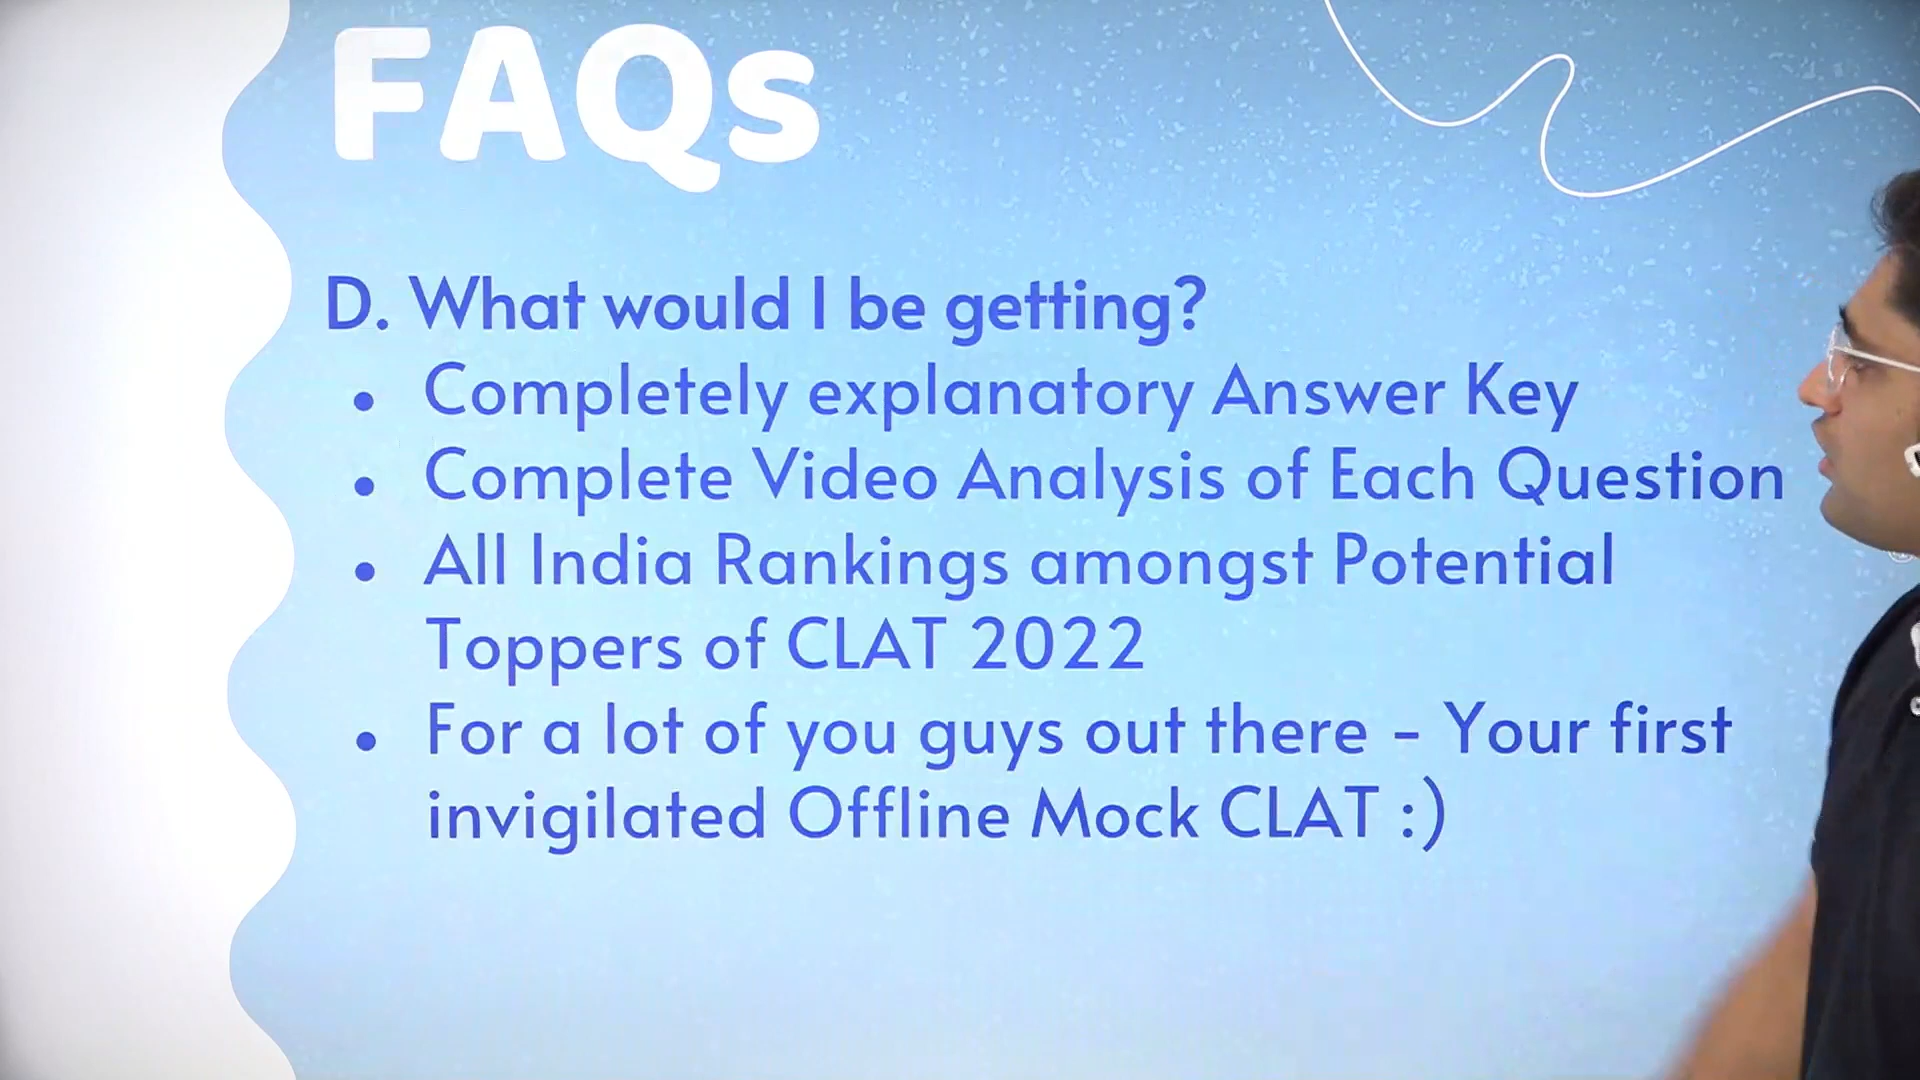 FAQs
D. What would I be getting?
• Completely explanatory Answer Key
• Complete Video Analysis of Each Question
• All India Rankings amongst Potential
Toppers of CLAT 2022
• For a lot of you guys out there - Your first
invigilated Offline Mock CLAT :)